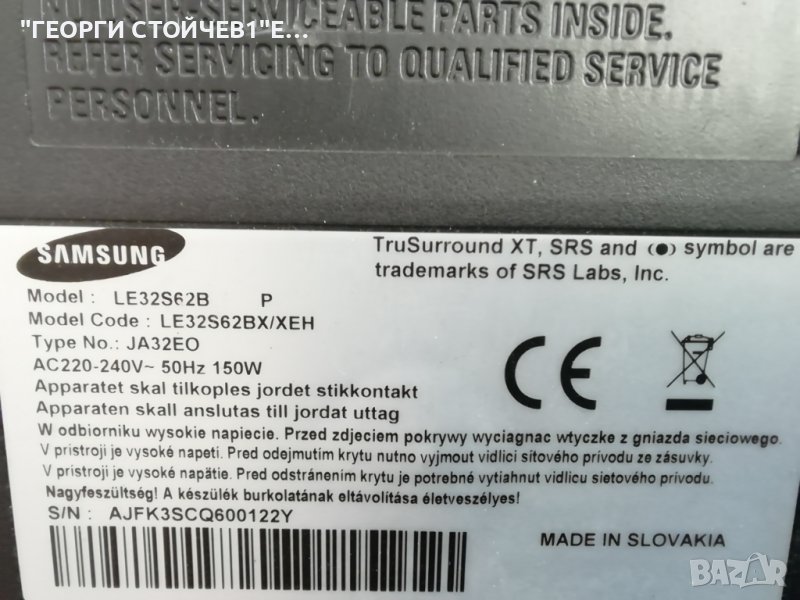 NO USER-SERVICEABLE PARTS INSIDE.
"ГЕОРГИ СТОЙЧЕВ1"Е...
REFER SERVICING TO QUALIFIED SERVICE
PERSONNEL.
SAMSUNG
TruSurround XT, SRS and (●) symbol are
trademarks of SRS Labs, Inc.
Model : LE32S62B P
Model Code : LE32S62BX/XEH
Type No.: JA32EO
AC220-240V~ 50Hz 150W
Apparatet skal tilkoples jordet stikkontakt
Apparaten skall anslutas till jordat uttag
W odbiorniku wysokie napiecie. Przed zdjeciem pokrywy wyciagnac wtyczke z gniazda sieciowego.
V pristroji je vysoké napeti. Pred odejmutím krytu nutno vyjmout vidlici sítového prívodu ze zásuvky.
V pristroji je vysoké napätie. Pred odstránením krytu je potrebné vytiahnut vidlicu sietového prívodu.
Nagyfeszültség! A készülék burkolatának eltávolítása életveszélyes!
S/N : AJFK3SCQ600122Y
MADE IN SLOVAKIA
BAZAR